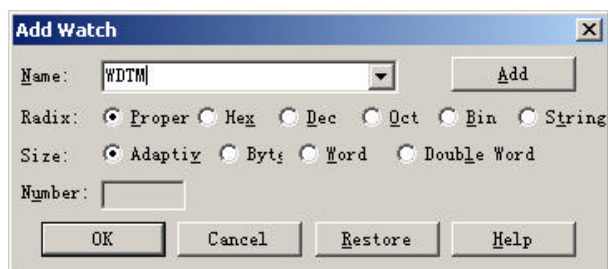 Add Watch
Name: WDTM Add
Radix: Proper Hex Dec Oct Bin String
Size: Adaptiv Byte Word Double Word
Number:
OK Cancel Restore Help